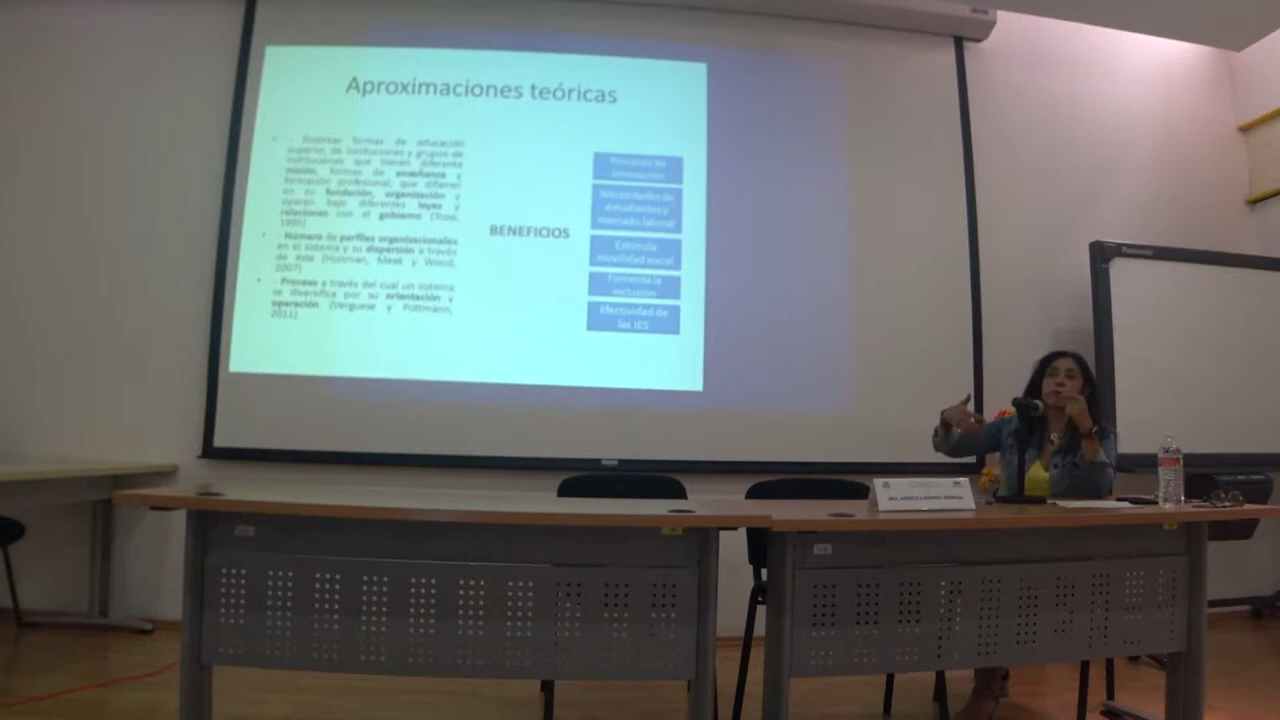 Aproximaciones teóricas
• Distintas formas de educación
superior, de instituciones y grupos de
instituciones que tienen diferente
misión, formas de enseñanza y
formación profesional, que difieren
en su fundación, organización y
operan bajo diferentes leyes y
relaciones con el gobierno (Trow,
1995)
• Número de perfiles organizacionales
en el sistema y su dispersión a través
de éste (Huisman, Meek y Wood,
2007)
• Proceso a través del cual un sistema
se diversifica por su orientación y
operación (Verguese y Püttmann,
2011)
BENEFICIOS
Procesos de
innovación
Necesidades de
estudiantes y
mercado laboral
Estimula
movilidad social
Fomenta la
inclusión
Efectividad de
las IES
Panasonic
DRA. ANGÉLICA